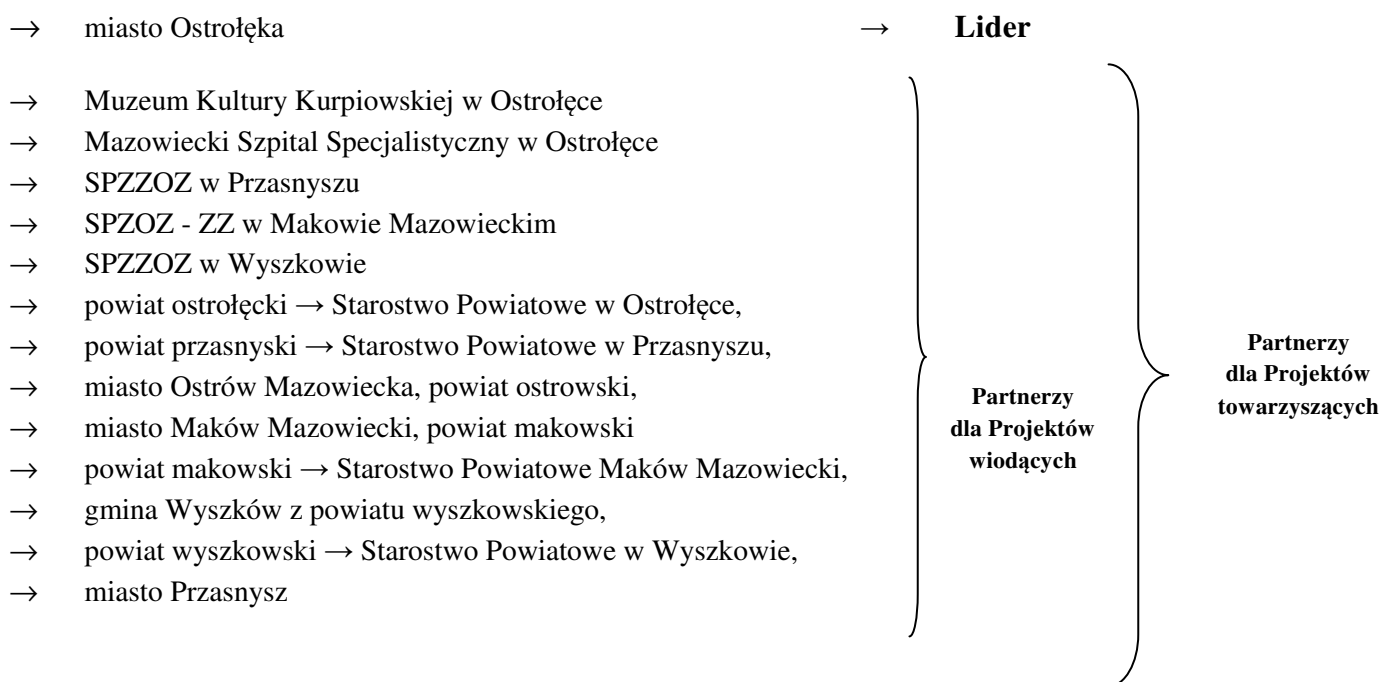 → miasto Ostrołęka → Lider
→ Muzeum Kultury Kurpiowskiej w Ostrołęce
→ Mazowiecki Szpital Specjalistyczny w Ostrołęce
→ SPZZOZ w Przasnyszu
→ SPZOZ - ZZ w Makowie Mazowieckim
→ SPZZOZ w Wyszkowie
→ powiat ostrołęcki → Starostwo Powiatowe w Ostrołęce,
→ powiat przasnyski → Starostwo Powiatowe w Przasnyszu,
→ miasto Ostrów Mazowiecka, powiat ostrowski,
→ miasto Maków Mazowiecki, powiat makowski
→ powiat makowski → Starostwo Powiatowe Maków Mazowiecki,
→ gmina Wyszków z powiatu wyszkowskiego,
→ powiat wyszkowski → Starostwo Powiatowe w Wyszkowie,
→ miasto Przasnysz
Partnerzy
dla Projektów
wiodących
Partnerzy
dla Projektów
towarzyszących